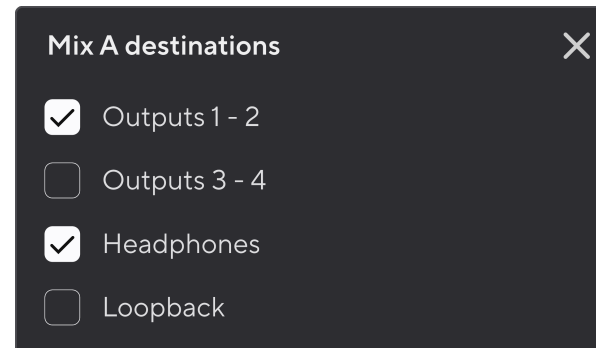 Mix A destinations
Outputs 1 - 2
Outputs 3 - 4
Headphones
Loopback